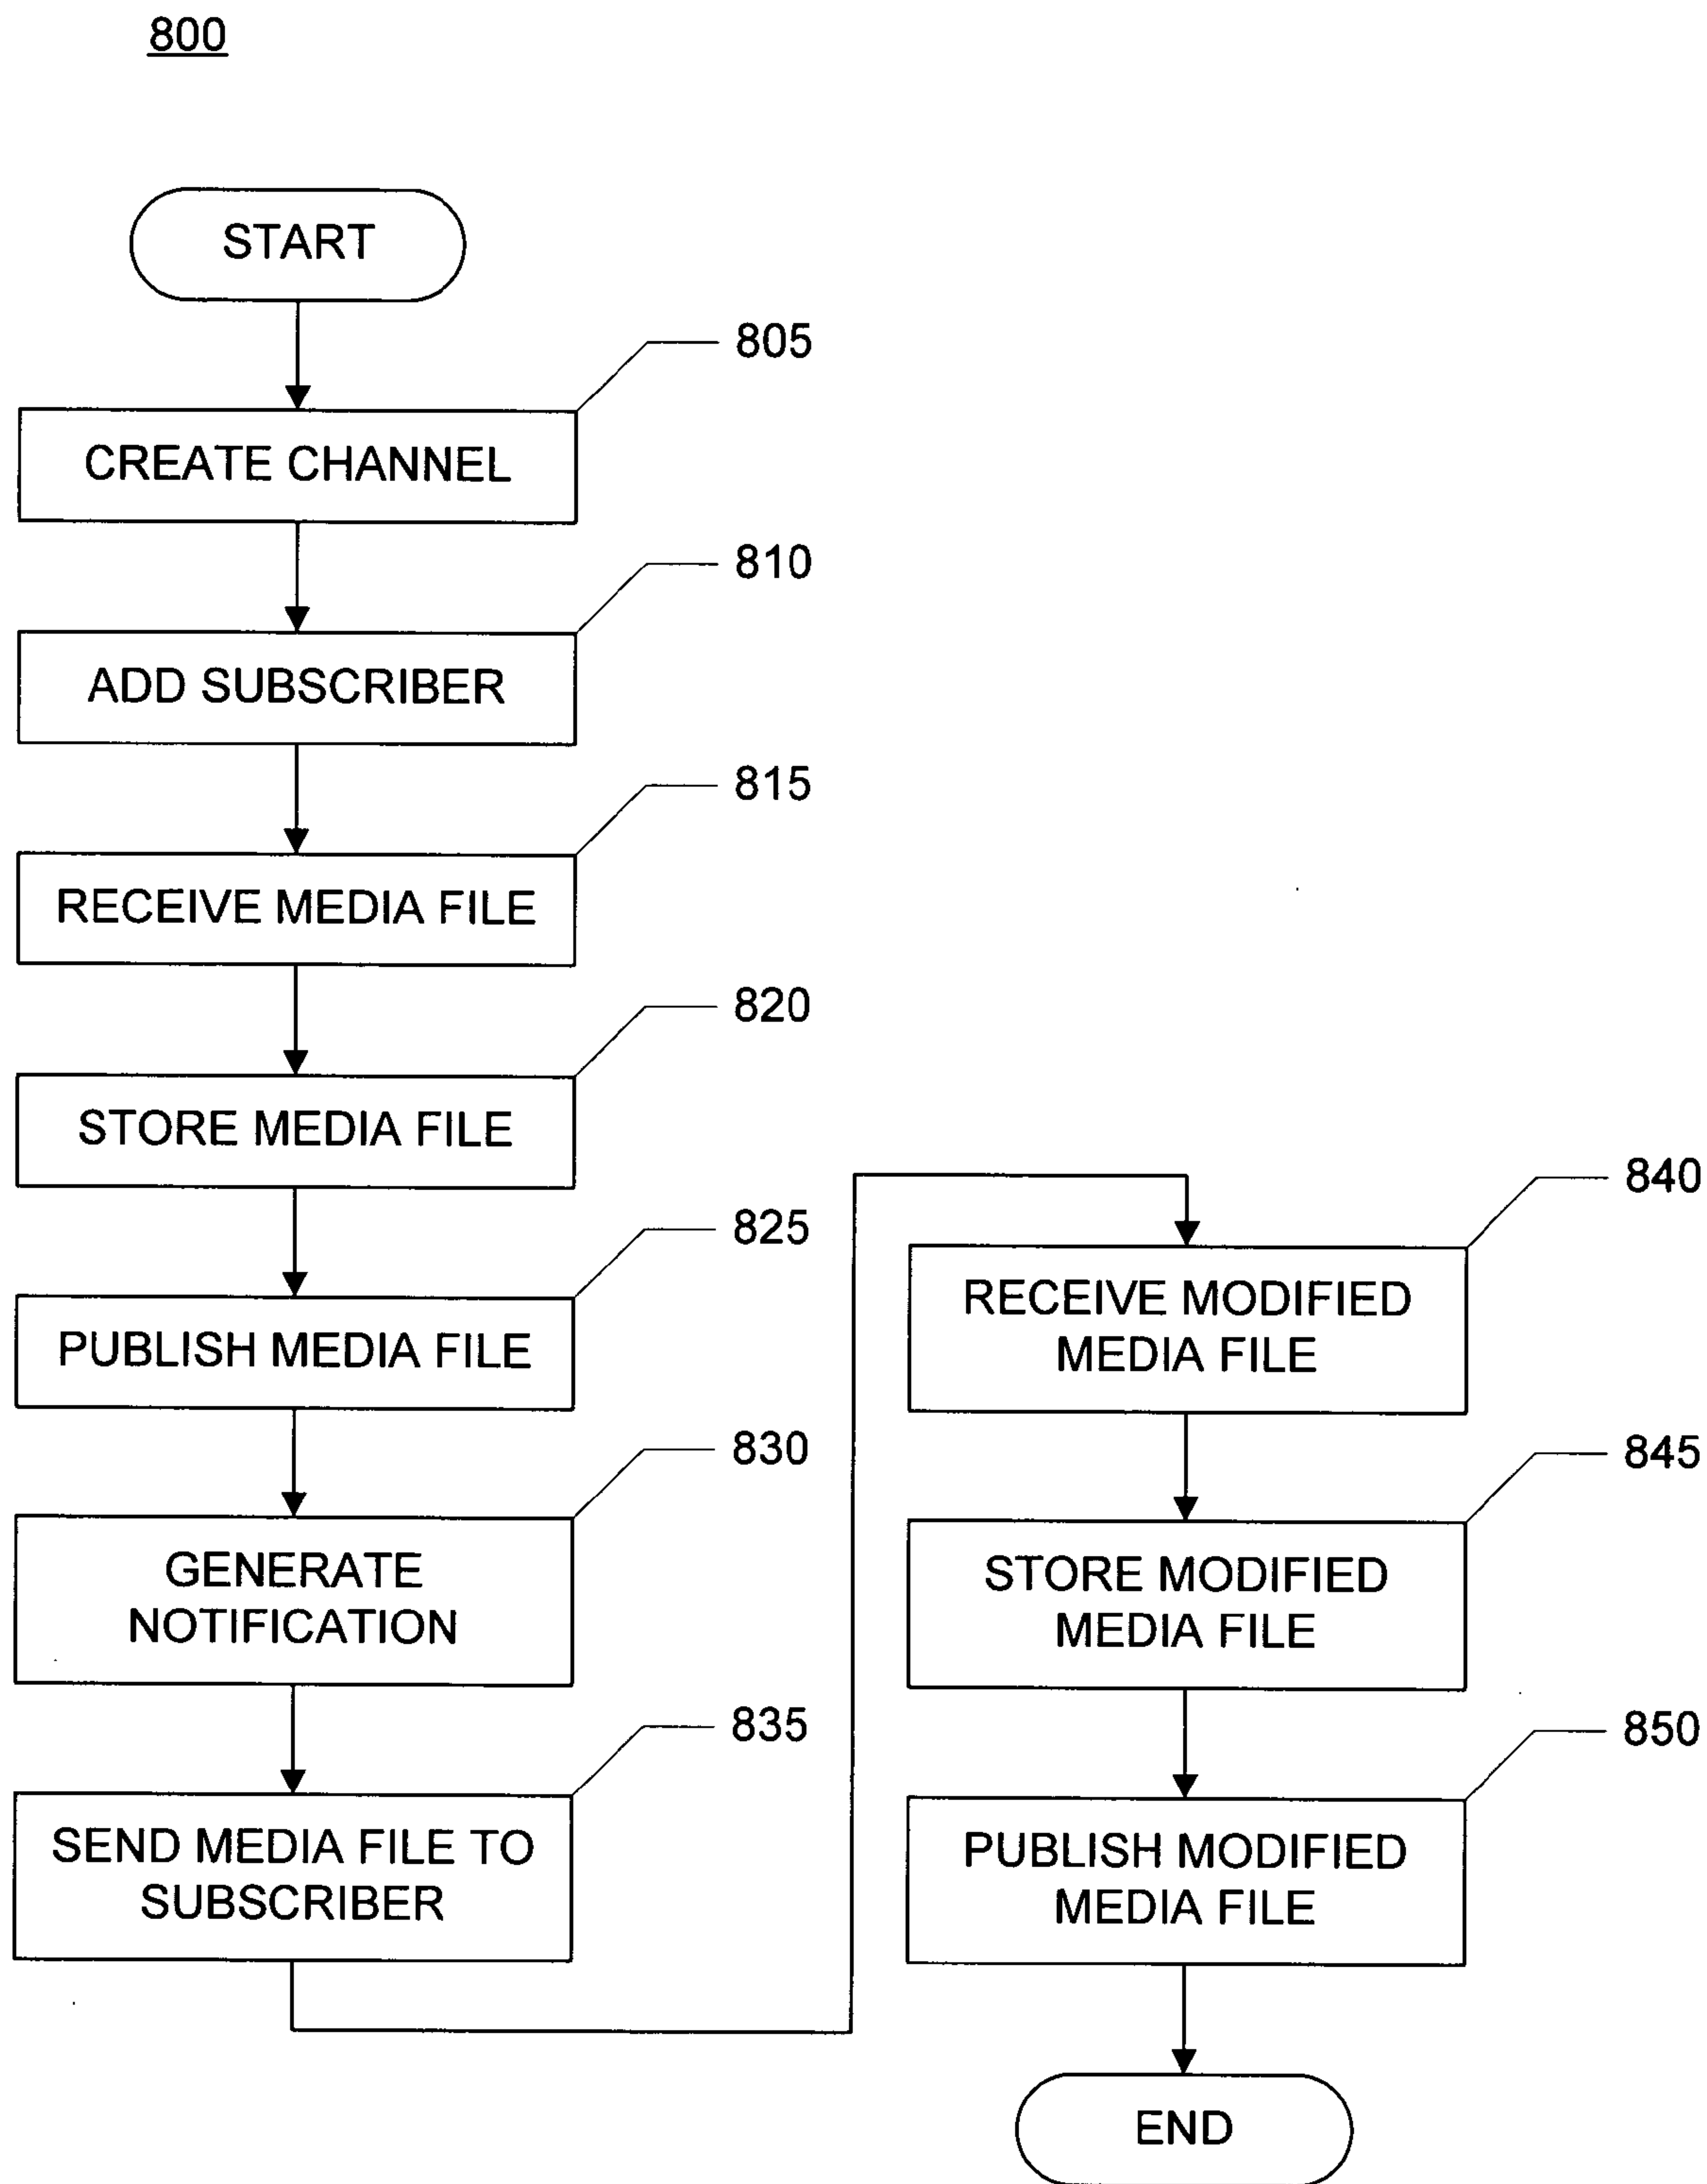 800
START
805
CREATE CHANNEL
810
ADD SUBSCRIBER
815
RECEIVE MEDIA FILE
820
STORE MEDIA FILE
825
PUBLISH MEDIA FILE
830
GENERATE
NOTIFICATION
835
SEND MEDIA FILE TO
SUBSCRIBER
840
RECEIVE MODIFIED
MEDIA FILE
845
STORE MODIFIED
MEDIA FILE
850
PUBLISH MODIFIED
MEDIA FILE
END